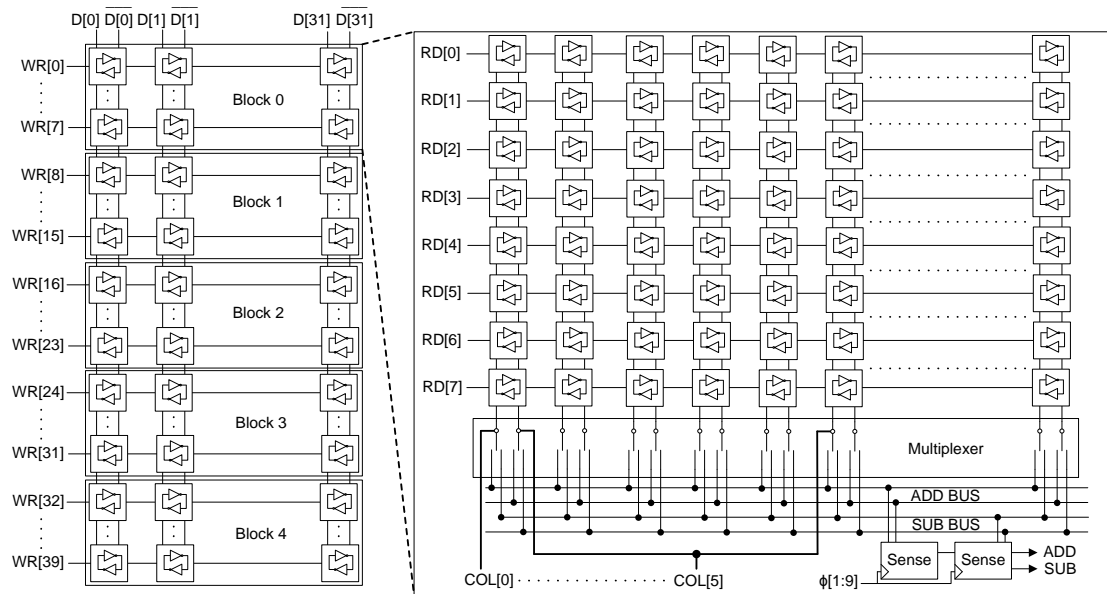 D[0] D[0] D[1] D[1] D[31] D[31]
WR[0]
Block 0
WR[7]
WR[8]
Block 1
WR[15]
WR[16]
Block 2
WR[23]
WR[24]
Block 3
WR[31]
WR[32]
Block 4
WR[39]
RD[0]
RD[1]
RD[2]
RD[3]
RD[4]
RD[5]
RD[6]
RD[7]
Multiplexer
ADD BUS
SUB BUS
Sense Sense
ADD
SUB
COL[0] COL[5] ϕ[1:9]